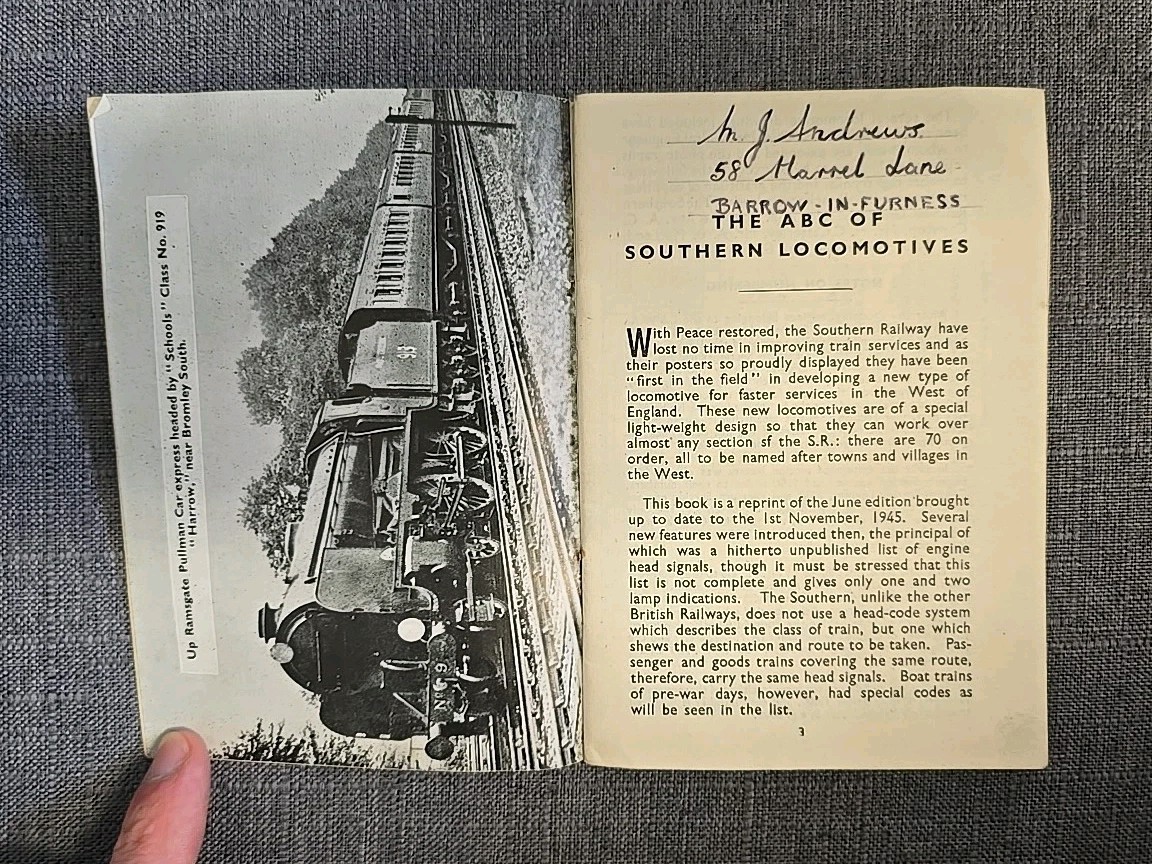 Up Ramsgate Pullman Car express headed by "Schools" Class No. 919
"Harrow," near Bromley South.
919
Nº 919
M. J. Andrews
58 Harrel Lane
BARROW-IN-FURNESS
THE ABC OF
SOUTHERN LOCOMOTIVES
With Peace restored, the Southern Railway have
lost no time in improving train services and as
their posters so proudly displayed they have been
"first in the field" in developing a new type of
locomotive for faster services in the West of
England. These new locomotives are of a special
light-weight design so that they can work over
almost any section sf the S.R.: there are 70 on
order, all to be named after towns and villages in
the West.
This book is a reprint of the June edition brought
up to date to the 1st November, 1945. Several
new features were introduced then, the principal of
which was a hitherto unpublished list of engine
head signals, though it must be stressed that this
list is not complete and gives only one and two
lamp indications. The Southern, unlike the other
British Railways, does not use a head-code system
which describes the class of train, but one which
shews the destination and route to be taken. Pas-
senger and goods trains covering the same route,
therefore, carry the same head signals. Boat trains
of pre-war days, however, had special codes as
will be seen in the list.
3